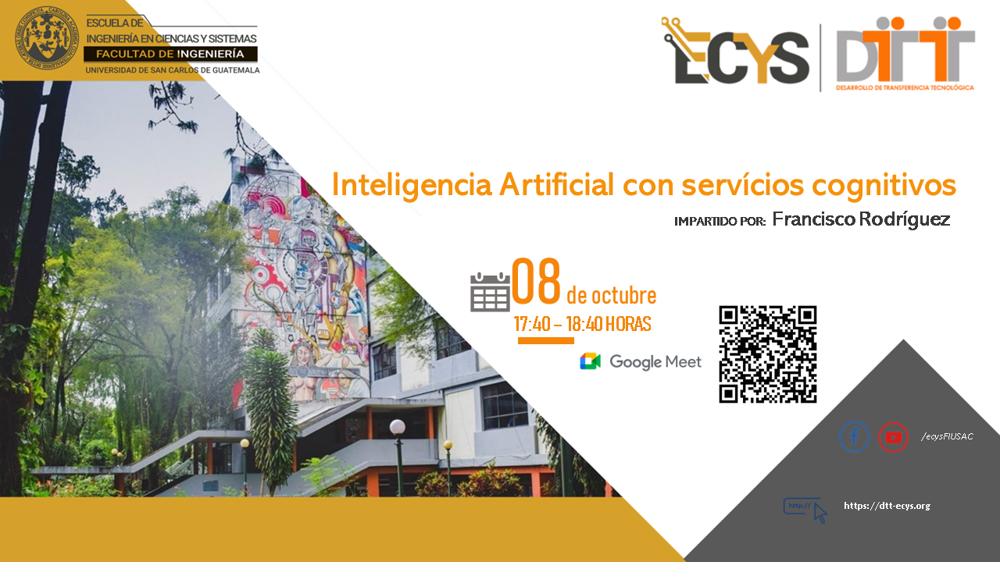 ESCUELA DE
INGENIERÍA EN CIENCIAS Y SISTEMAS
FACULTAD DE INGENIERÍA
UNIVERSIDAD DE SAN CARLOS DE GUATEMALA
ECYS
DTT
DESARROLLO DE TRANSFERENCIA TECNOLÓGICA
Inteligencia Artificial con servícios cognitivos
IMPARTIDO POR: Francisco Rodríguez
08 de octubre
17:40 – 18:40 HORAS
Google Meet
/ecysFIUSAC
http://
https://dtt-ecys.org